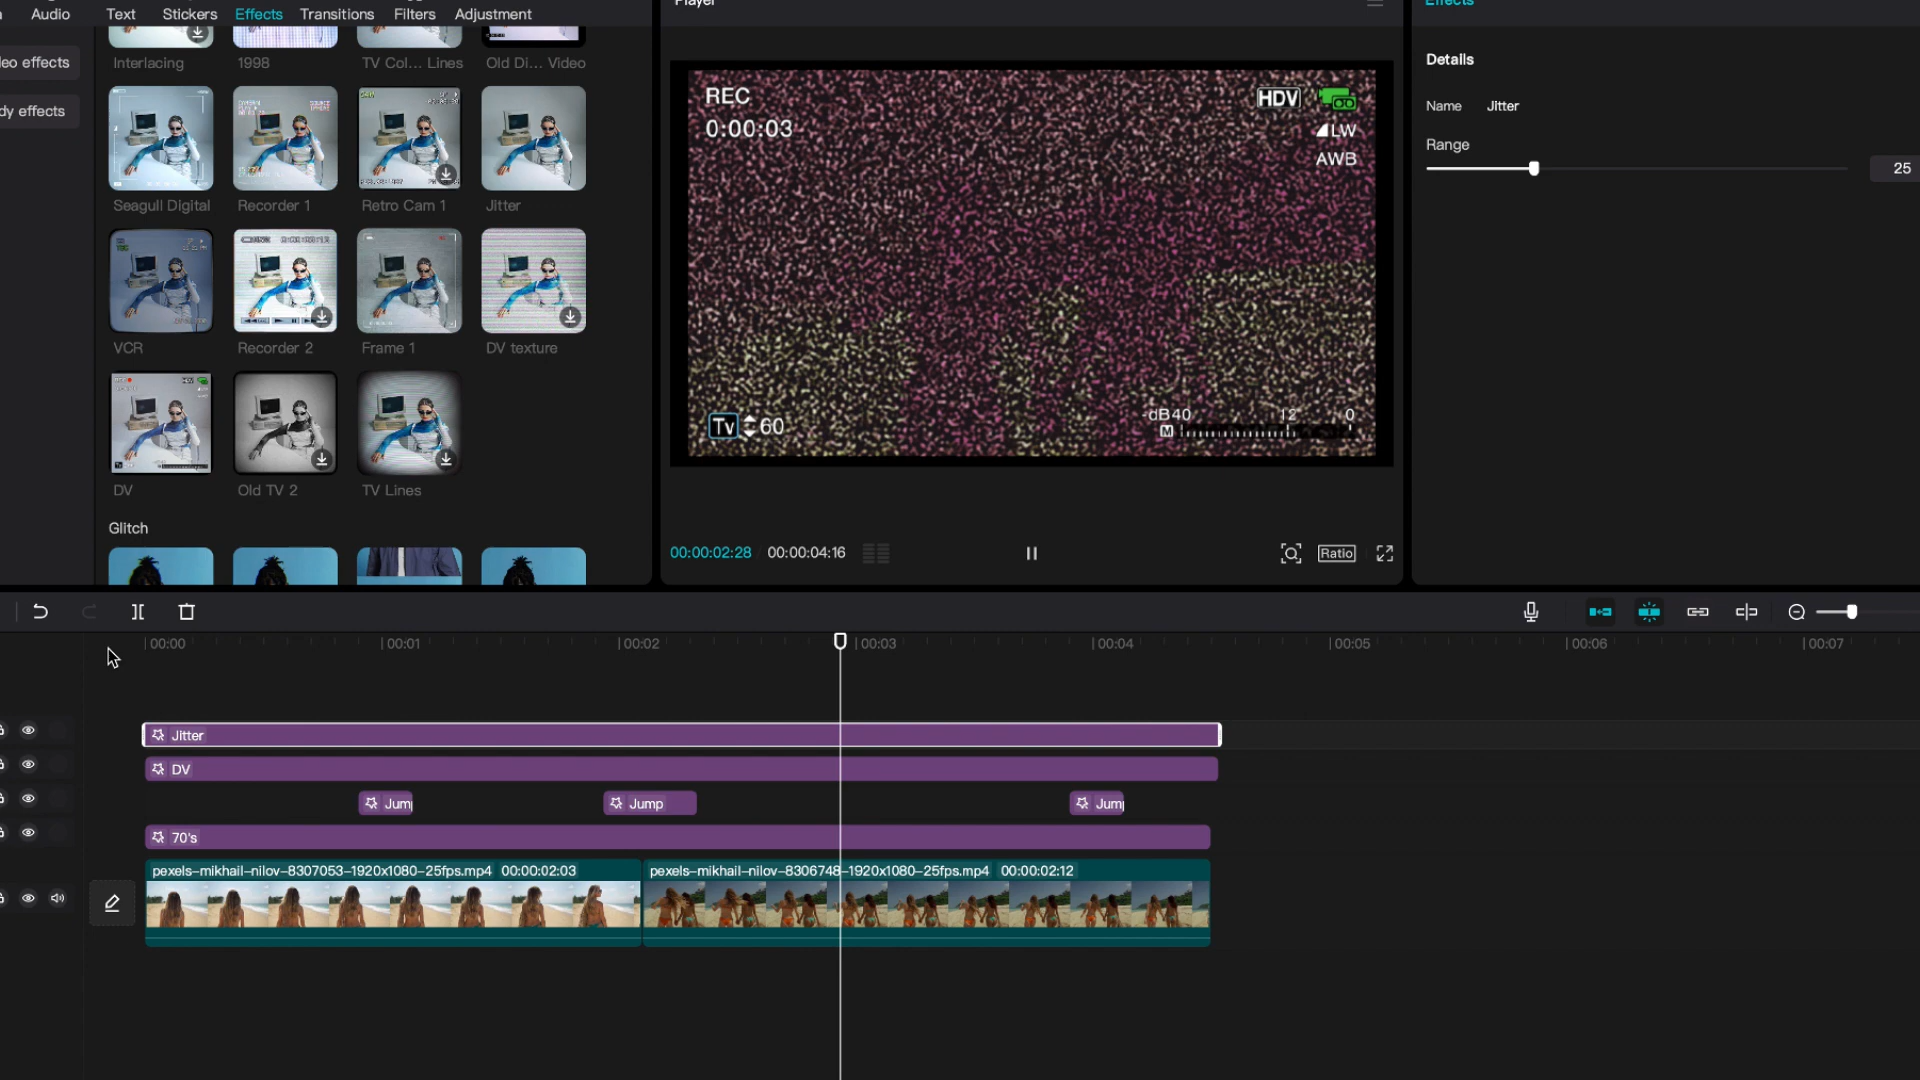 Audio
Text
Stickers
Effects
Transitions
Filters
Adjustment
eo effects
dy effects
Interlacing
1998
TV Col... Lines
Old Di... Video
Seagull Digital
Recorder 1
Retro Cam 1
Jitter
VCR
Recorder 2
Frame 1
DV texture
DV
Old TV 2
TV Lines
Glitch
Player
REC
0:00:03
HDV
LW
AWB
Tv 60
-dB40 12 0
M
00:00:02:28 00:00:04:16
Ratio
Effects
Details
Name Jitter
Range
25
00:00 00:01 00:02 00:03 00:04 00:05 00:06 00:07
Jitter
DV
Jump
Jump
Jump
70's
pexels-mikhail-nilov-8307053-1920x1080-25fps.mp4 00:00:02:03
pexels-mikhail-nilov-8306748-1920x1080-25fps.mp4 00:00:02:12